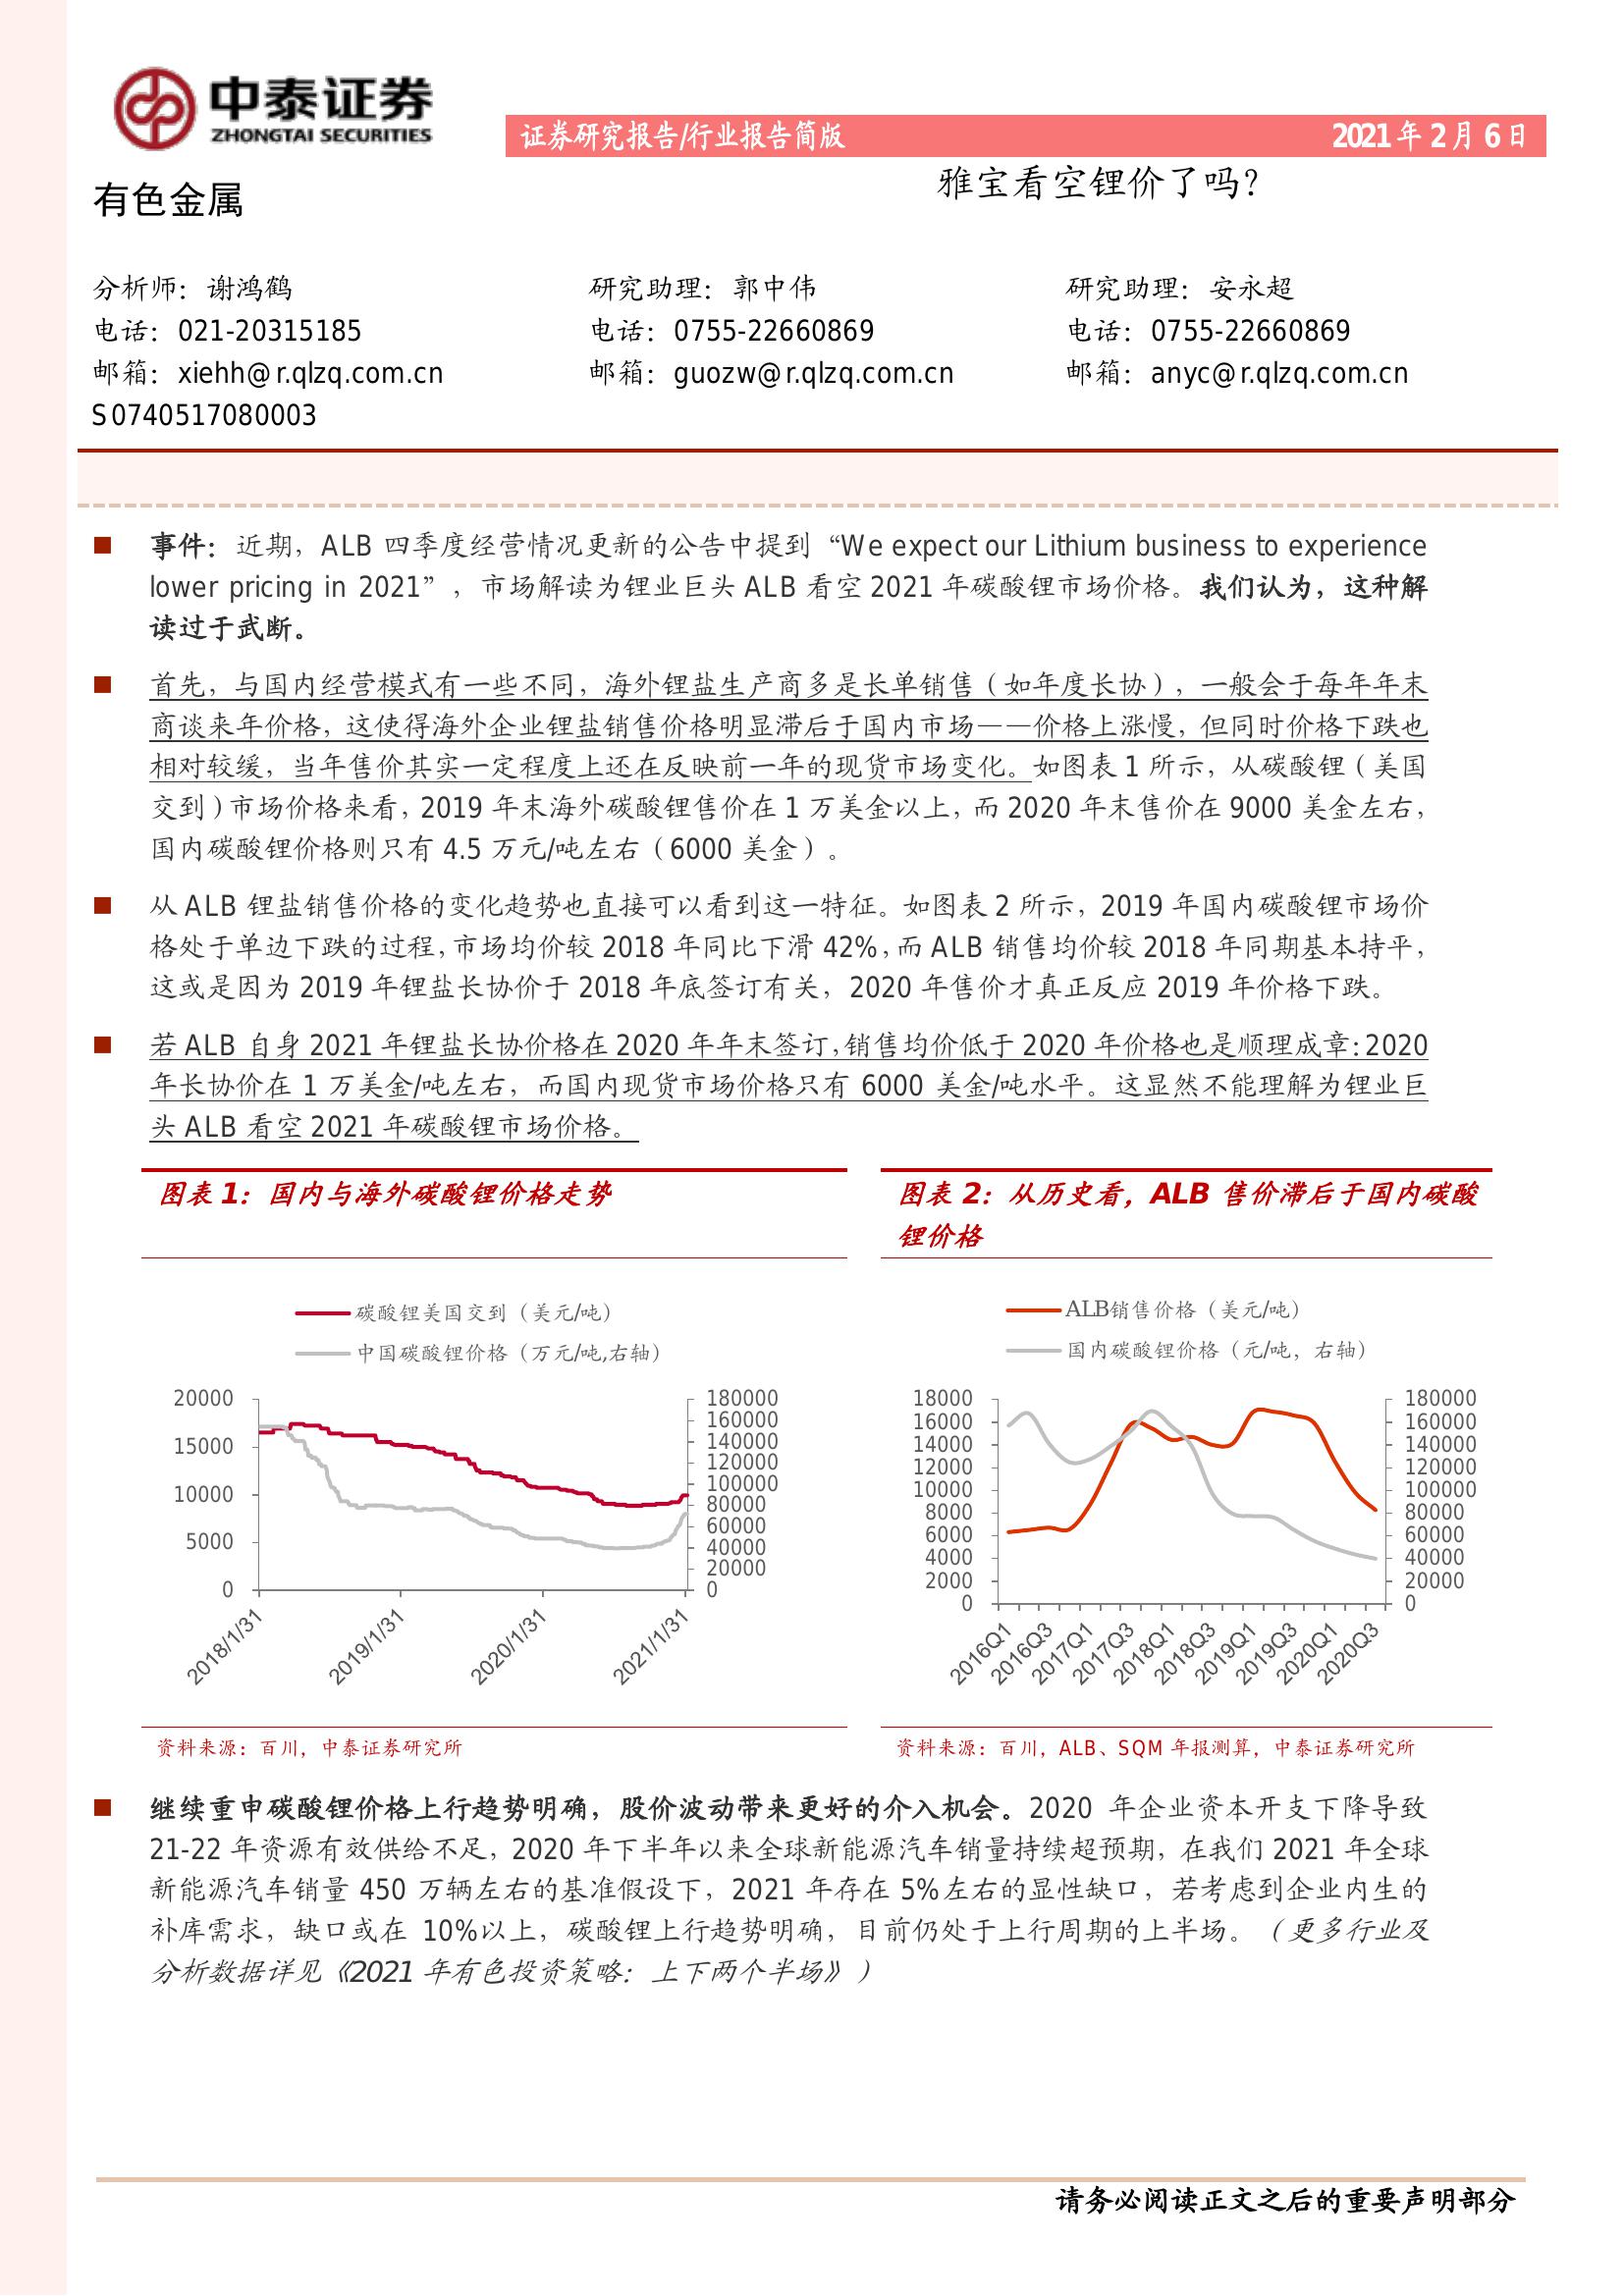 中泰证券
ZHONGTAI SECURITIES
证券研究报告/行业报告简版
2021 年 2 月 6 日
有色金属
雅宝看空锂价了吗？
分析师：谢鸿鹤
电话：021-20315185
邮箱：xiehh@r.qlzq.com.cn
S0740517080003
研究助理：郭中伟
电话：0755-22660869
邮箱：guozw@r.qlzq.com.cn
研究助理：安永超
电话：0755-22660869
邮箱：anyc@r.qlzq.com.cn
事件：近期，ALB 四季度经营情况更新的公告中提到“We expect our Lithium business to experience
lower pricing in 2021”，市场解读为锂业巨头 ALB 看空 2021 年碳酸锂市场价格。我们认为，这种解
读过于武断。
首先，与国内经营模式有一些不同，海外锂盐生产商多是长单销售（如年度长协），一般会于每年年末
商谈来年价格，这使得海外企业锂盐销售价格明显滞后于国内市场——价格上涨慢，但同时价格下跌也
相对较缓，当年售价其实一定程度上还在反映前一年的现货市场变化。如图表 1 所示，从碳酸锂（美国
交到）市场价格来看，2019 年末海外碳酸锂售价在 1 万美金以上，而 2020 年末售价在 9000 美金左右，
国内碳酸锂价格则只有 4.5 万元/吨左右（6000 美金）。
从 ALB 锂盐销售价格的变化趋势也直接可以看到这一特征。如图表 2 所示，2019 年国内碳酸锂市场价
格处于单边下跌的过程，市场均价较 2018 年同比下滑 42%，而 ALB 销售均价较 2018 年同期基本持平，
这或是因为 2019 年锂盐长协价于 2018 年底签订有关，2020 年售价才真正反应 2019 年价格下跌。
若 ALB 自身 2021 年锂盐长协价格在 2020 年年末签订，销售均价低于 2020 年价格也是顺理成章：2020
年长协价在 1 万美金/吨左右，而国内现货市场价格只有 6000 美金/吨水平。这显然不能理解为锂业巨
头 ALB 看空 2021 年碳酸锂市场价格。
图表 1：国内与海外碳酸锂价格走势
碳酸锂美国交到（美元/吨）
中国碳酸锂价格（万元/吨,右轴）
20000
15000
10000
5000
0
180000
160000
140000
120000
100000
80000
60000
40000
20000
0
2018/1/31
2019/1/31
2020/1/31
2021/1/31
资料来源：百川，中泰证券研究所
图表 2：从历史看，ALB 售价滞后于国内碳酸
锂价格
ALB销售价格（美元/吨）
国内碳酸锂价格（元/吨，右轴）
18000
16000
14000
12000
10000
8000
6000
4000
2000
0
180000
160000
140000
120000
100000
80000
60000
40000
20000
0
2016Q1
2016Q3
2017Q1
2017Q3
2018Q1
2018Q3
2019Q1
2019Q3
2020Q1
2020Q3
资料来源：百川，ALB、SQM 年报测算，中泰证券研究所
继续重申碳酸锂价格上行趋势明确，股价波动带来更好的介入机会。2020 年企业资本开支下降导致
21-22 年资源有效供给不足，2020 年下半年以来全球新能源汽车销量持续超预期，在我们 2021 年全球
新能源汽车销量 450 万辆左右的基准假设下，2021 年存在 5%左右的显性缺口，若考虑到企业内生的
补库需求，缺口或在 10%以上，碳酸锂上行趋势明确，目前仍处于上行周期的上半场。（更多行业及
分析数据详见《2021 年有色投资策略：上下两个半场》）
请务必阅读正文之后的重要声明部分